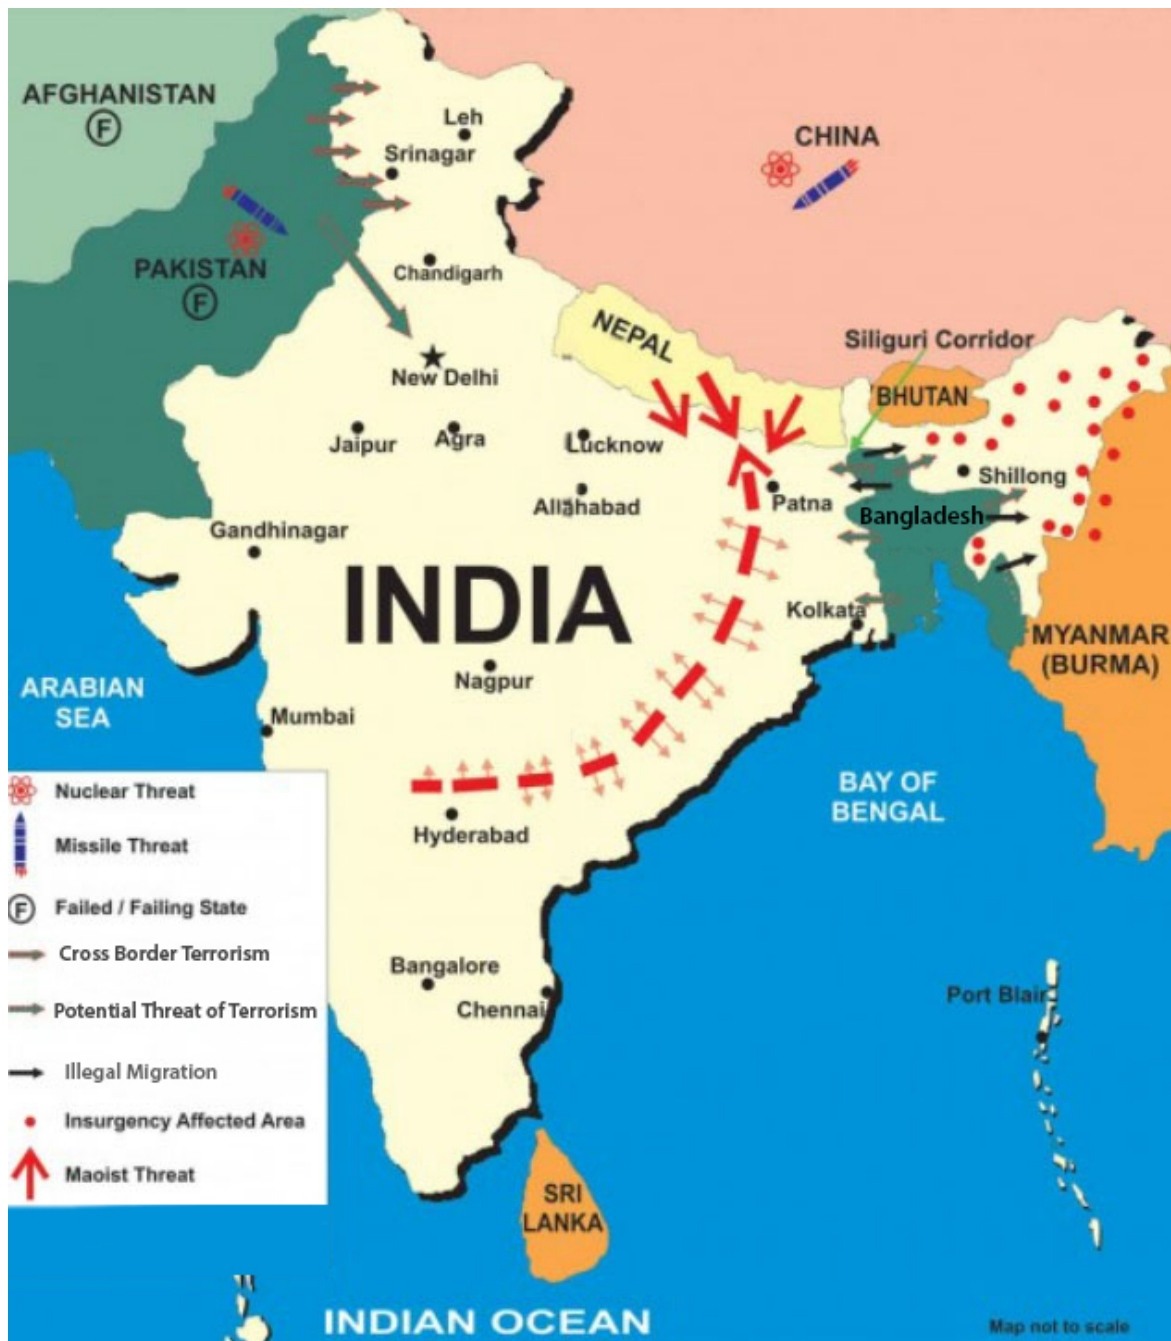 AFGHANISTAN
F
Leh
Srinagar
CHINA
PAKISTAN
F
Chandigarh
NEPAL
Siliguri Corridor
BHUTAN
New Delhi
Jaipur
Agra
Lucknow
Allahabad
Patna
Shillong
Bangladesh
Gandhinagar
INDIA
Kolkata
MYANMAR
(BURMA)
Nagpur
ARABIAN
SEA
Mumbai
BAY OF
BENGAL
Hyderabad
Bangalore
Chennai
Port Blair
Nuclear Threat
Missile Threat
F
Failed / Failing State
Cross Border Terrorism
Potential Threat of Terrorism
Illegal Migration
Insurgency Affected Area
Maoist Threat
SRI
LANKA
INDIAN OCEAN
Map not to scale